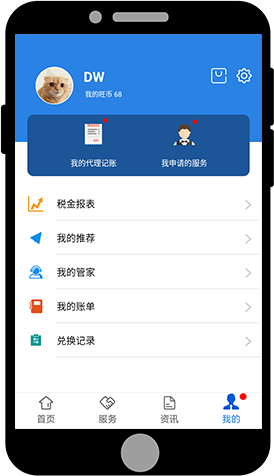 DW
我的旺币 68
我的代理记账 我申请的服务
税金报表
我的推荐
我的管家
我的账单
兑换记录
首页 服务 资讯 我的